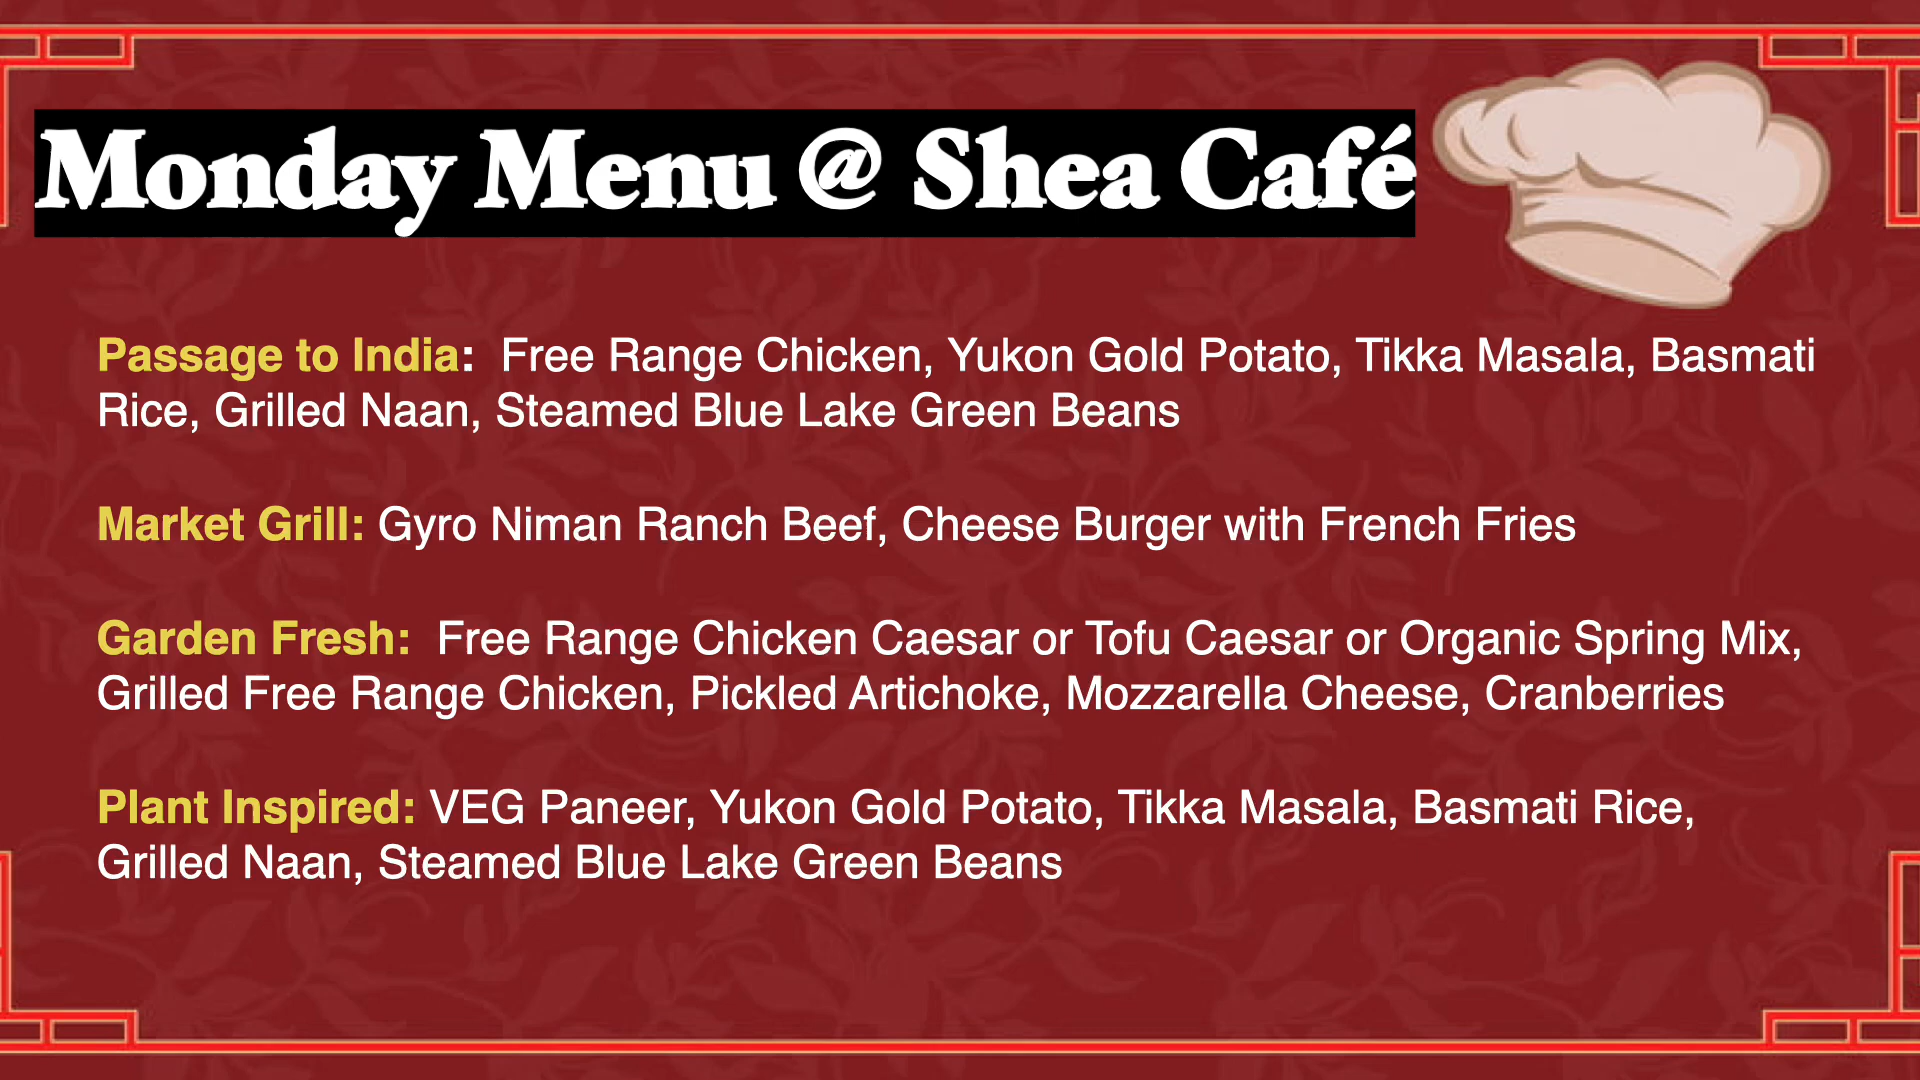 Monday Menu @ Shea Café
Passage to India:  Free Range Chicken, Yukon Gold Potato, Tikka Masala, Basmati
Rice, Grilled Naan, Steamed Blue Lake Green Beans
Market Grill: Gyro Niman Ranch Beef, Cheese Burger with French Fries
Garden Fresh:  Free Range Chicken Caesar or Tofu Caesar or Organic Spring Mix,
Grilled Free Range Chicken, Pickled Artichoke, Mozzarella Cheese, Cranberries
Plant Inspired: VEG Paneer, Yukon Gold Potato, Tikka Masala, Basmati Rice,
Grilled Naan, Steamed Blue Lake Green Beans